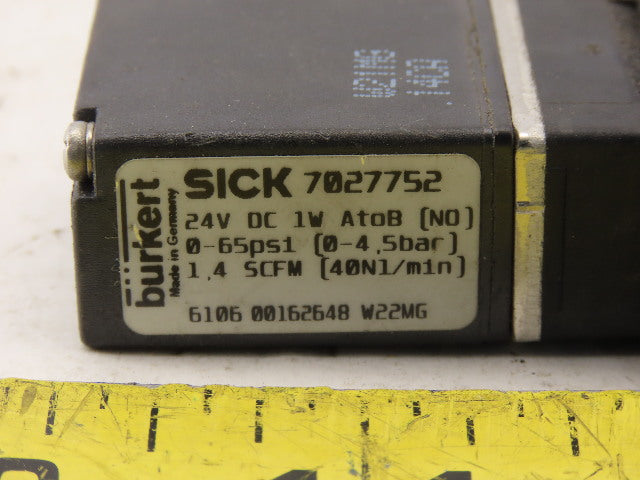 SICK 7027752
24V DC 1W AtoB (NO)
0-65psi (0-4,5bar)
1,4 SCFM (40Nl/min)
6106 00162648 W22MG
bürkert
Made in Germany